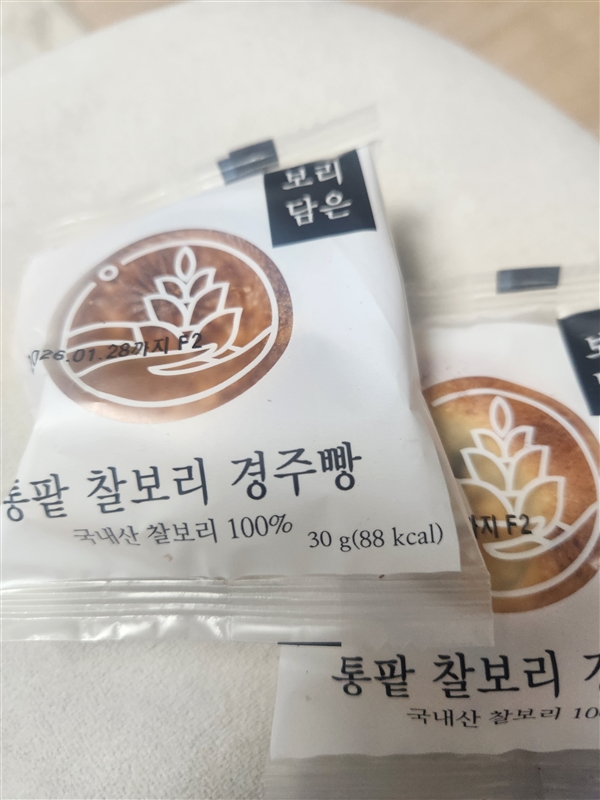 보리
담은
2026.01.28까지 F2
통팥 찰보리 경주빵
국내산 찰보리 100%
30 g(88 kcal)
까지 F2
통팥 찰보리
국내산 찰보리